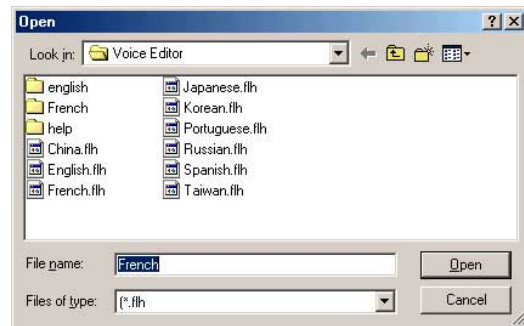 Open
Look in: Voice Editor
english
French
help
China.flh
English.flh
French.flh
Japanese.flh
Korean.flh
Portuguese.flh
Russian.flh
Spanish.flh
Taiwan.flh
File name: French Open
Files of type: (*.flh Cancel